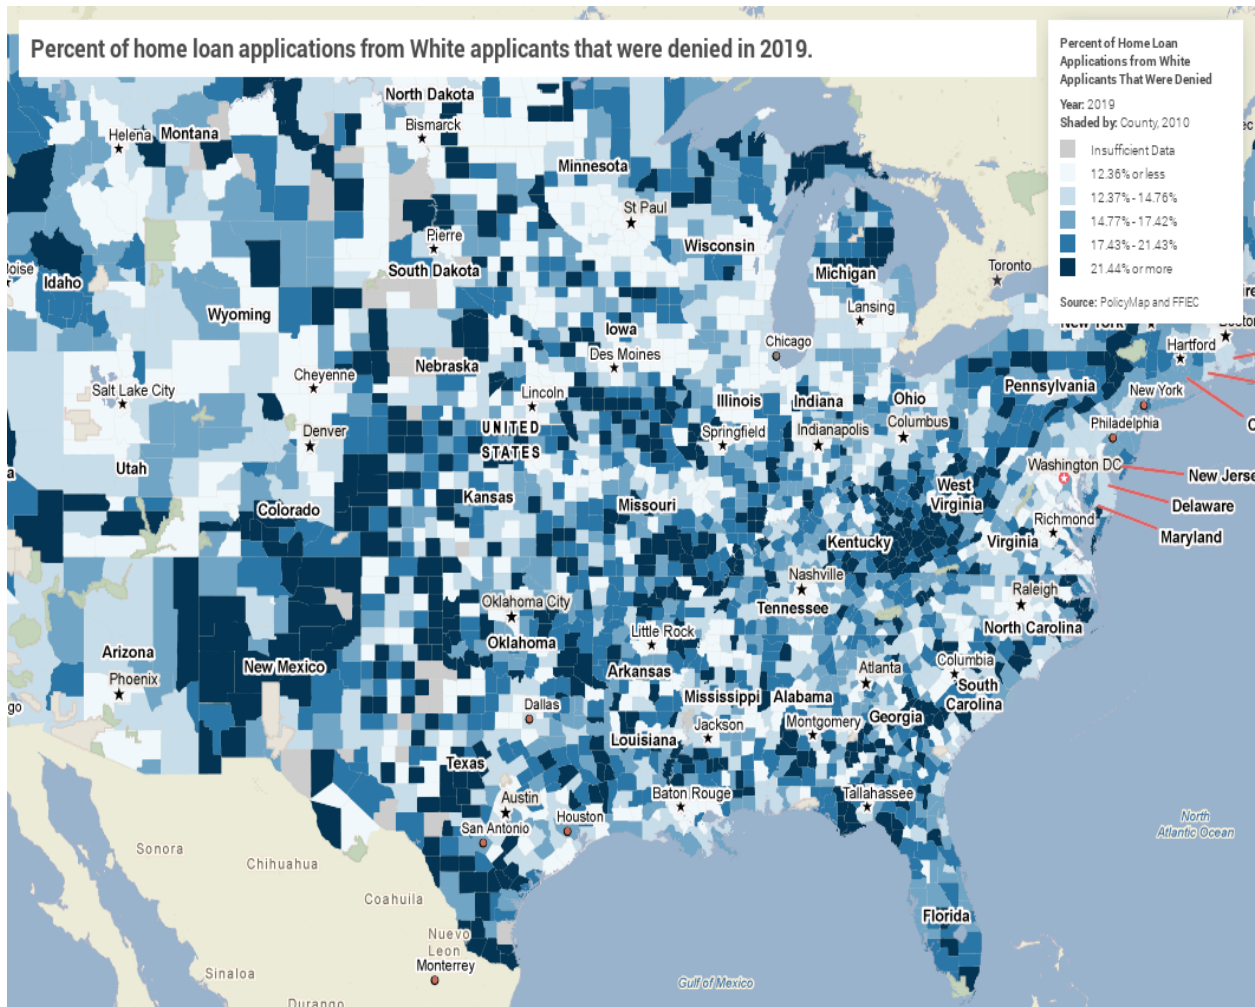 Percent of home loan applications from White applicants that were denied in 2019.
Percent of Home Loan
Applications from White
Applicants That Were Denied
Year: 2019
Shaded by: County, 2010
Insufficient Data
12.36% or less
12.37% - 14.76%
14.77% - 17.42%
17.43% - 21.43%
21.44% or more
Source: PolicyMap and FFIEC
North Dakota
Bismarck
Helena
Montana
Minnesota
St Paul
Pierre
South Dakota
Wisconsin
Michigan
Toronto
Idaho
Wyoming
Lansing
Iowa
Des Moines
Chicago
New York
Hartford
Nebraska
Cheyenne
Salt Lake City
Lincoln
Pennsylvania
New York
Illinois
Indiana
Ohio
Columbus
Philadelphia
Denver
UNITED
STATES
Springfield
Indianapolis
Utah
Washington DC
Kansas
Missouri
West
Virginia
Delaware
Colorado
Richmond
Virginia
Maryland
Kentucky
Nashville
Tennessee
Raleigh
North Carolina
Oklahoma City
Oklahoma
Little Rock
Arkansas
Arizona
Phoenix
New Mexico
Atlanta
Columbia
South
Carolina
Mississippi
Alabama
Dallas
Jackson
Montgomery
Georgia
Louisiana
Texas
Austin
Baton Rouge
Tallahassee
Houston
San Antonio
North
Atlantic Ocean
Sonora
Chihuahua
Coahuila
Florida
Nuevo
Leon
Monterrey
Sinaloa
Gulf of Mexico
Durango